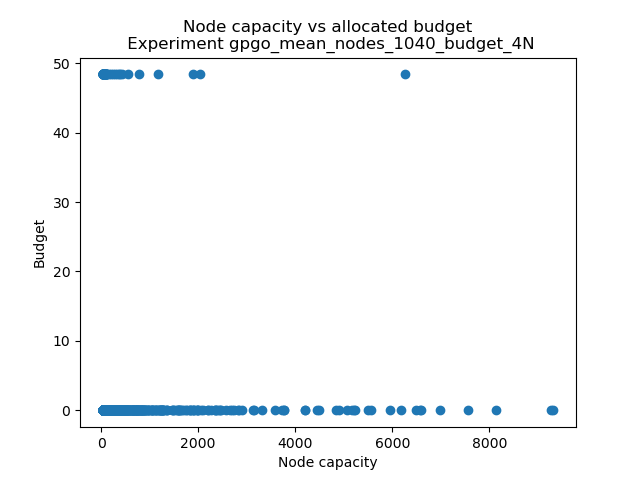 Node capacity vs allocated budget
Experiment gpgo_mean_nodes_1040_budget_4N
50
40
30
20
10
0
Budget
0 2000 4000 6000 8000
Node capacity